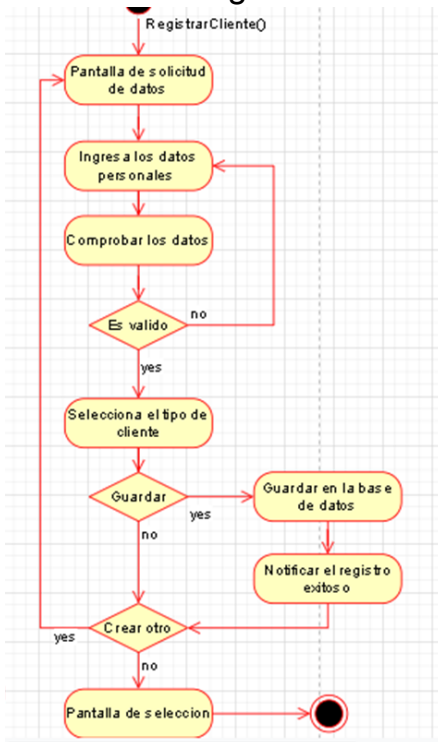 RegistrarCliente()
Pantalla de solicitud
de datos
Ingresa los datos
personales
Comprobar los datos
Es valido
no
yes
Selecciona el tipo de
cliente
Guardar
yes
no
Guardar en la base
de datos
Notificar el registro
exitoso
Crear otro
yes
no
Pantalla de seleccion